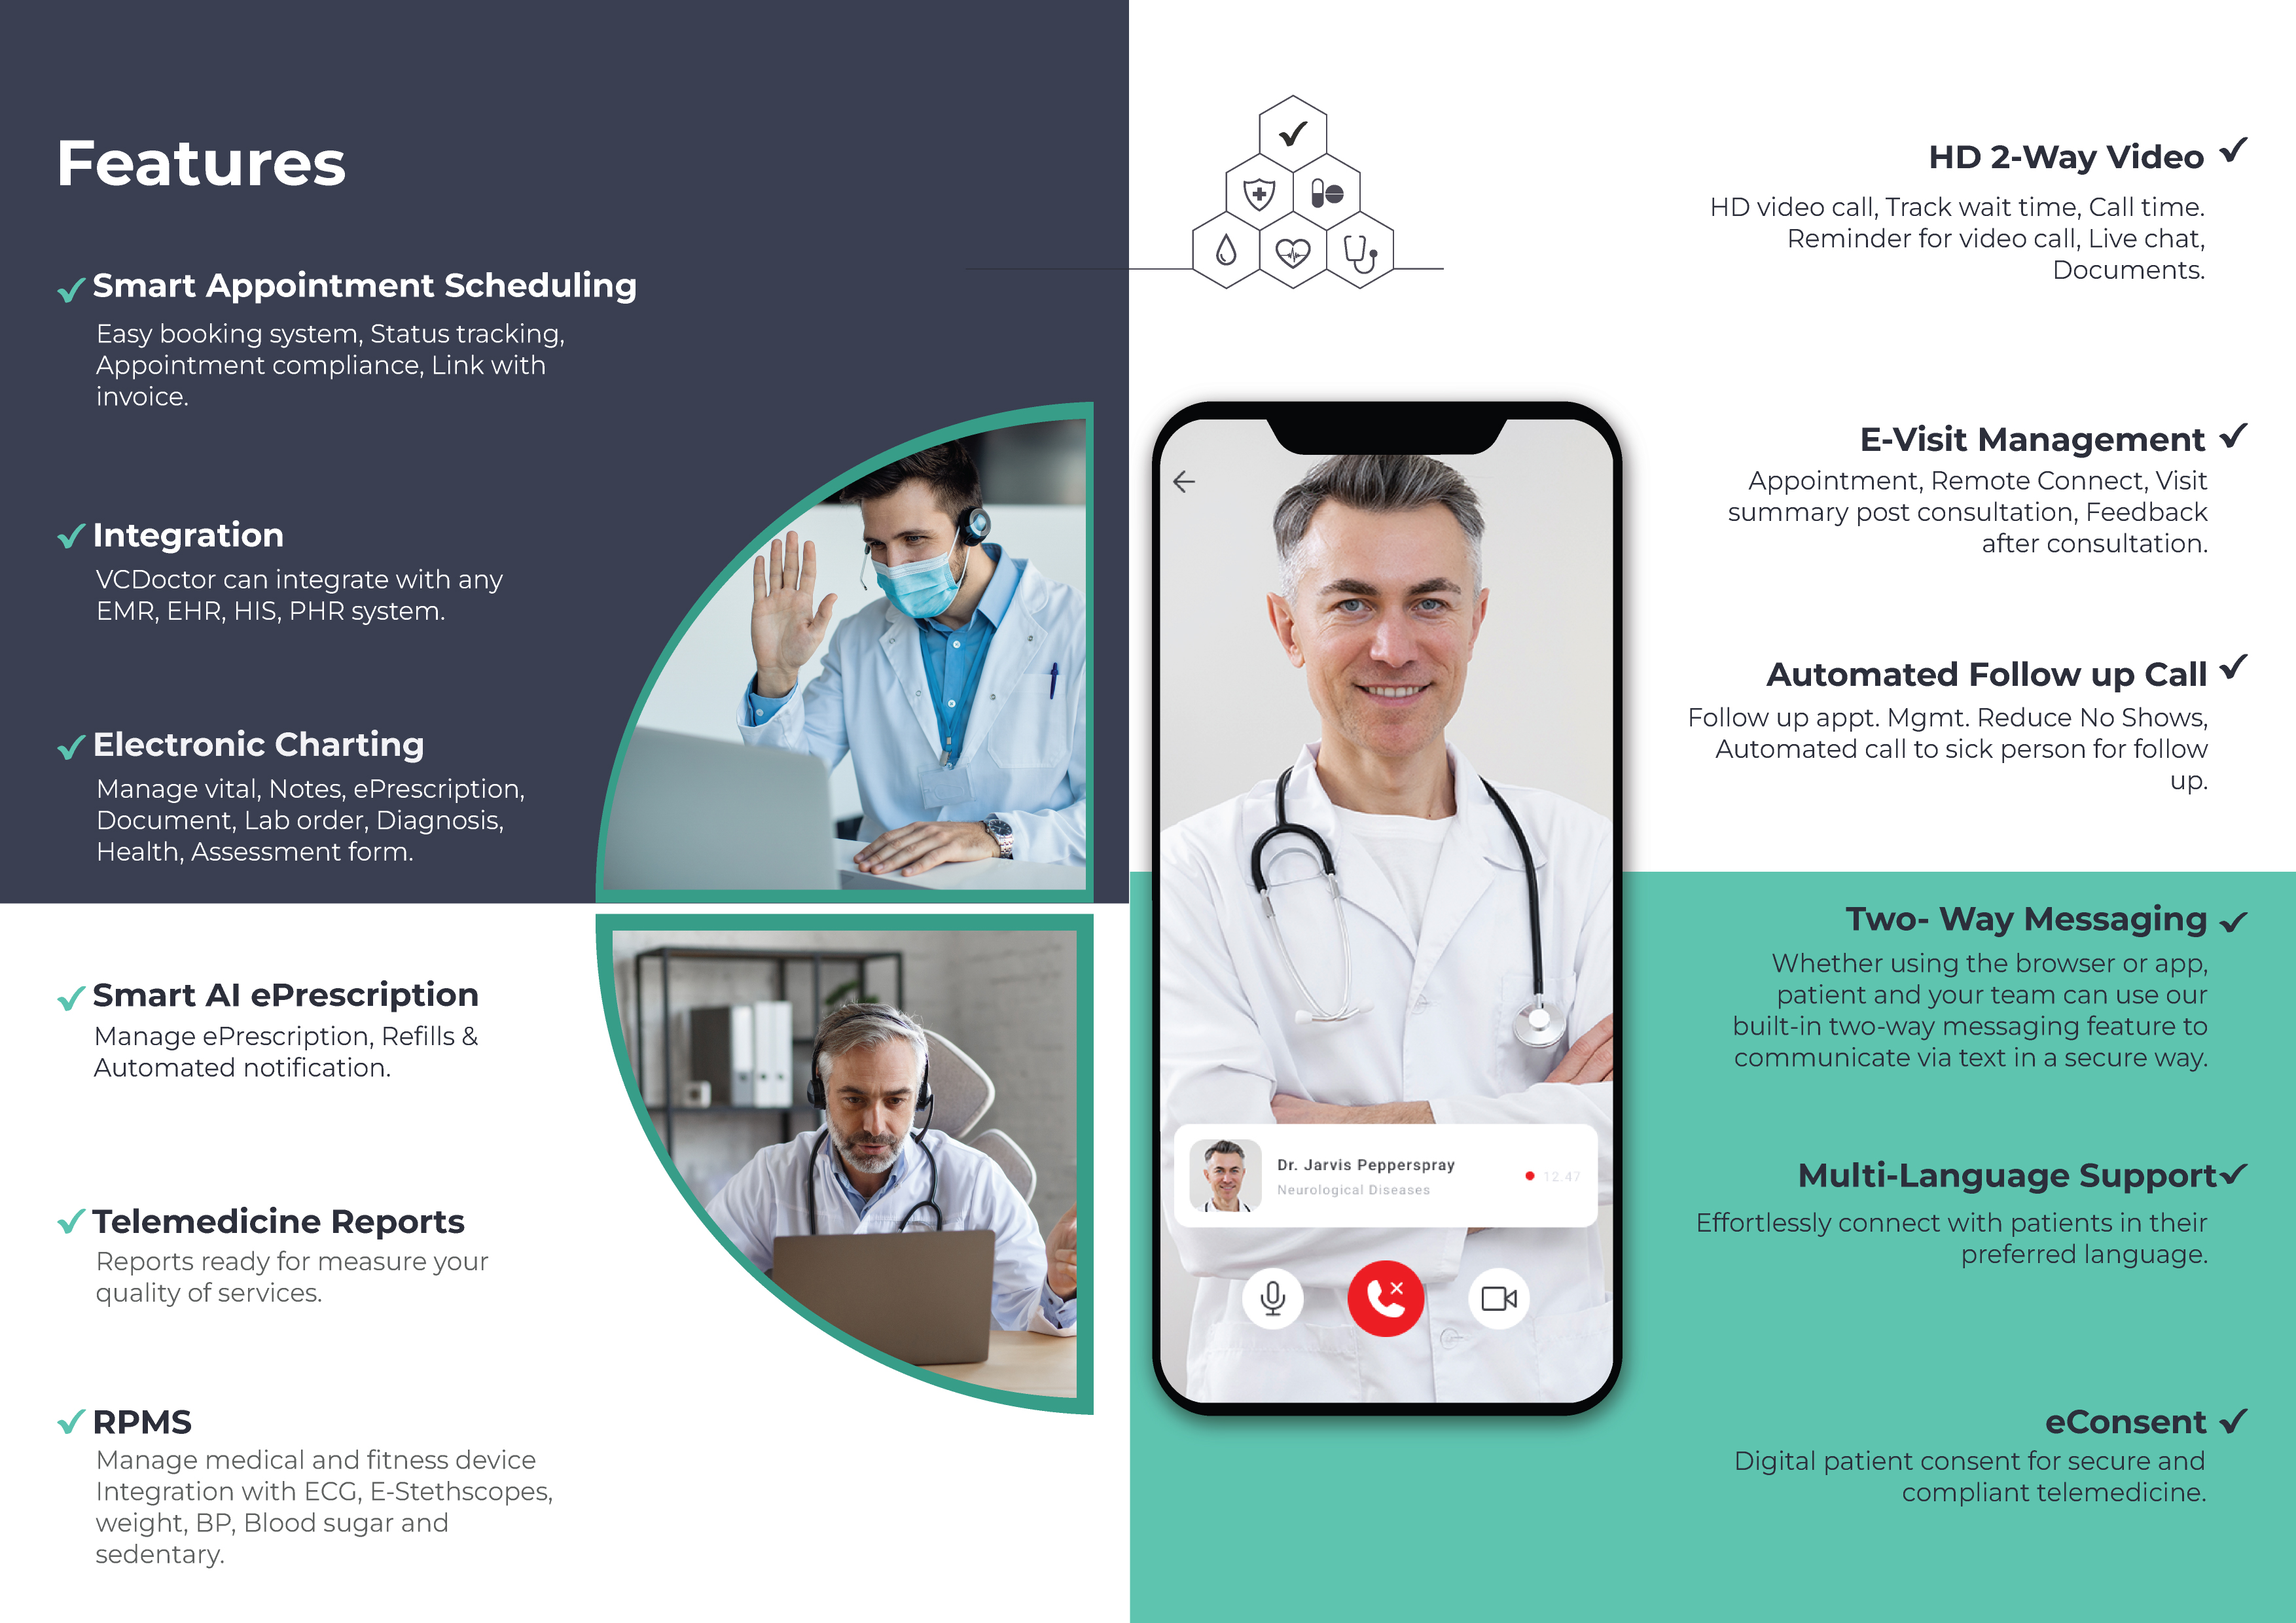 Features
Smart Appointment Scheduling
Easy booking system, Status tracking,
Appointment compliance, Link with
invoice.
Integration
VCDoctor can integrate with any
EMR, EHR, HIS, PHR system.
Electronic Charting
Manage vital, Notes, ePrescription,
Document, Lab order, Diagnosis,
Health, Assessment form.
Smart AI ePrescription
Manage ePrescription, Refills &
Automated notification.
Telemedicine Reports
Reports ready for measure your
quality of services.
RPMS
Manage medical and fitness device
Integration with ECG, E-Stethscopes,
weight, BP, Blood sugar and
sedentary.
Dr. Jarvis Pepperspray
Neurological Diseases
12.47
HD 2-Way Video
HD video call, Track wait time, Call time.
Reminder for video call, Live chat,
Documents.
E-Visit Management
Appointment, Remote Connect, Visit
summary post consultation, Feedback
after consultation.
Automated Follow up Call
Follow up appt. Mgmt. Reduce No Shows,
Automated call to sick person for follow
up.
Two- Way Messaging
Whether using the browser or app,
patient and your team can use our
built-in two-way messaging feature to
communicate via text in a secure way.
Multi-Language Support
Effortlessly connect with patients in their
preferred language.
eConsent
Digital patient consent for secure and
compliant telemedicine.